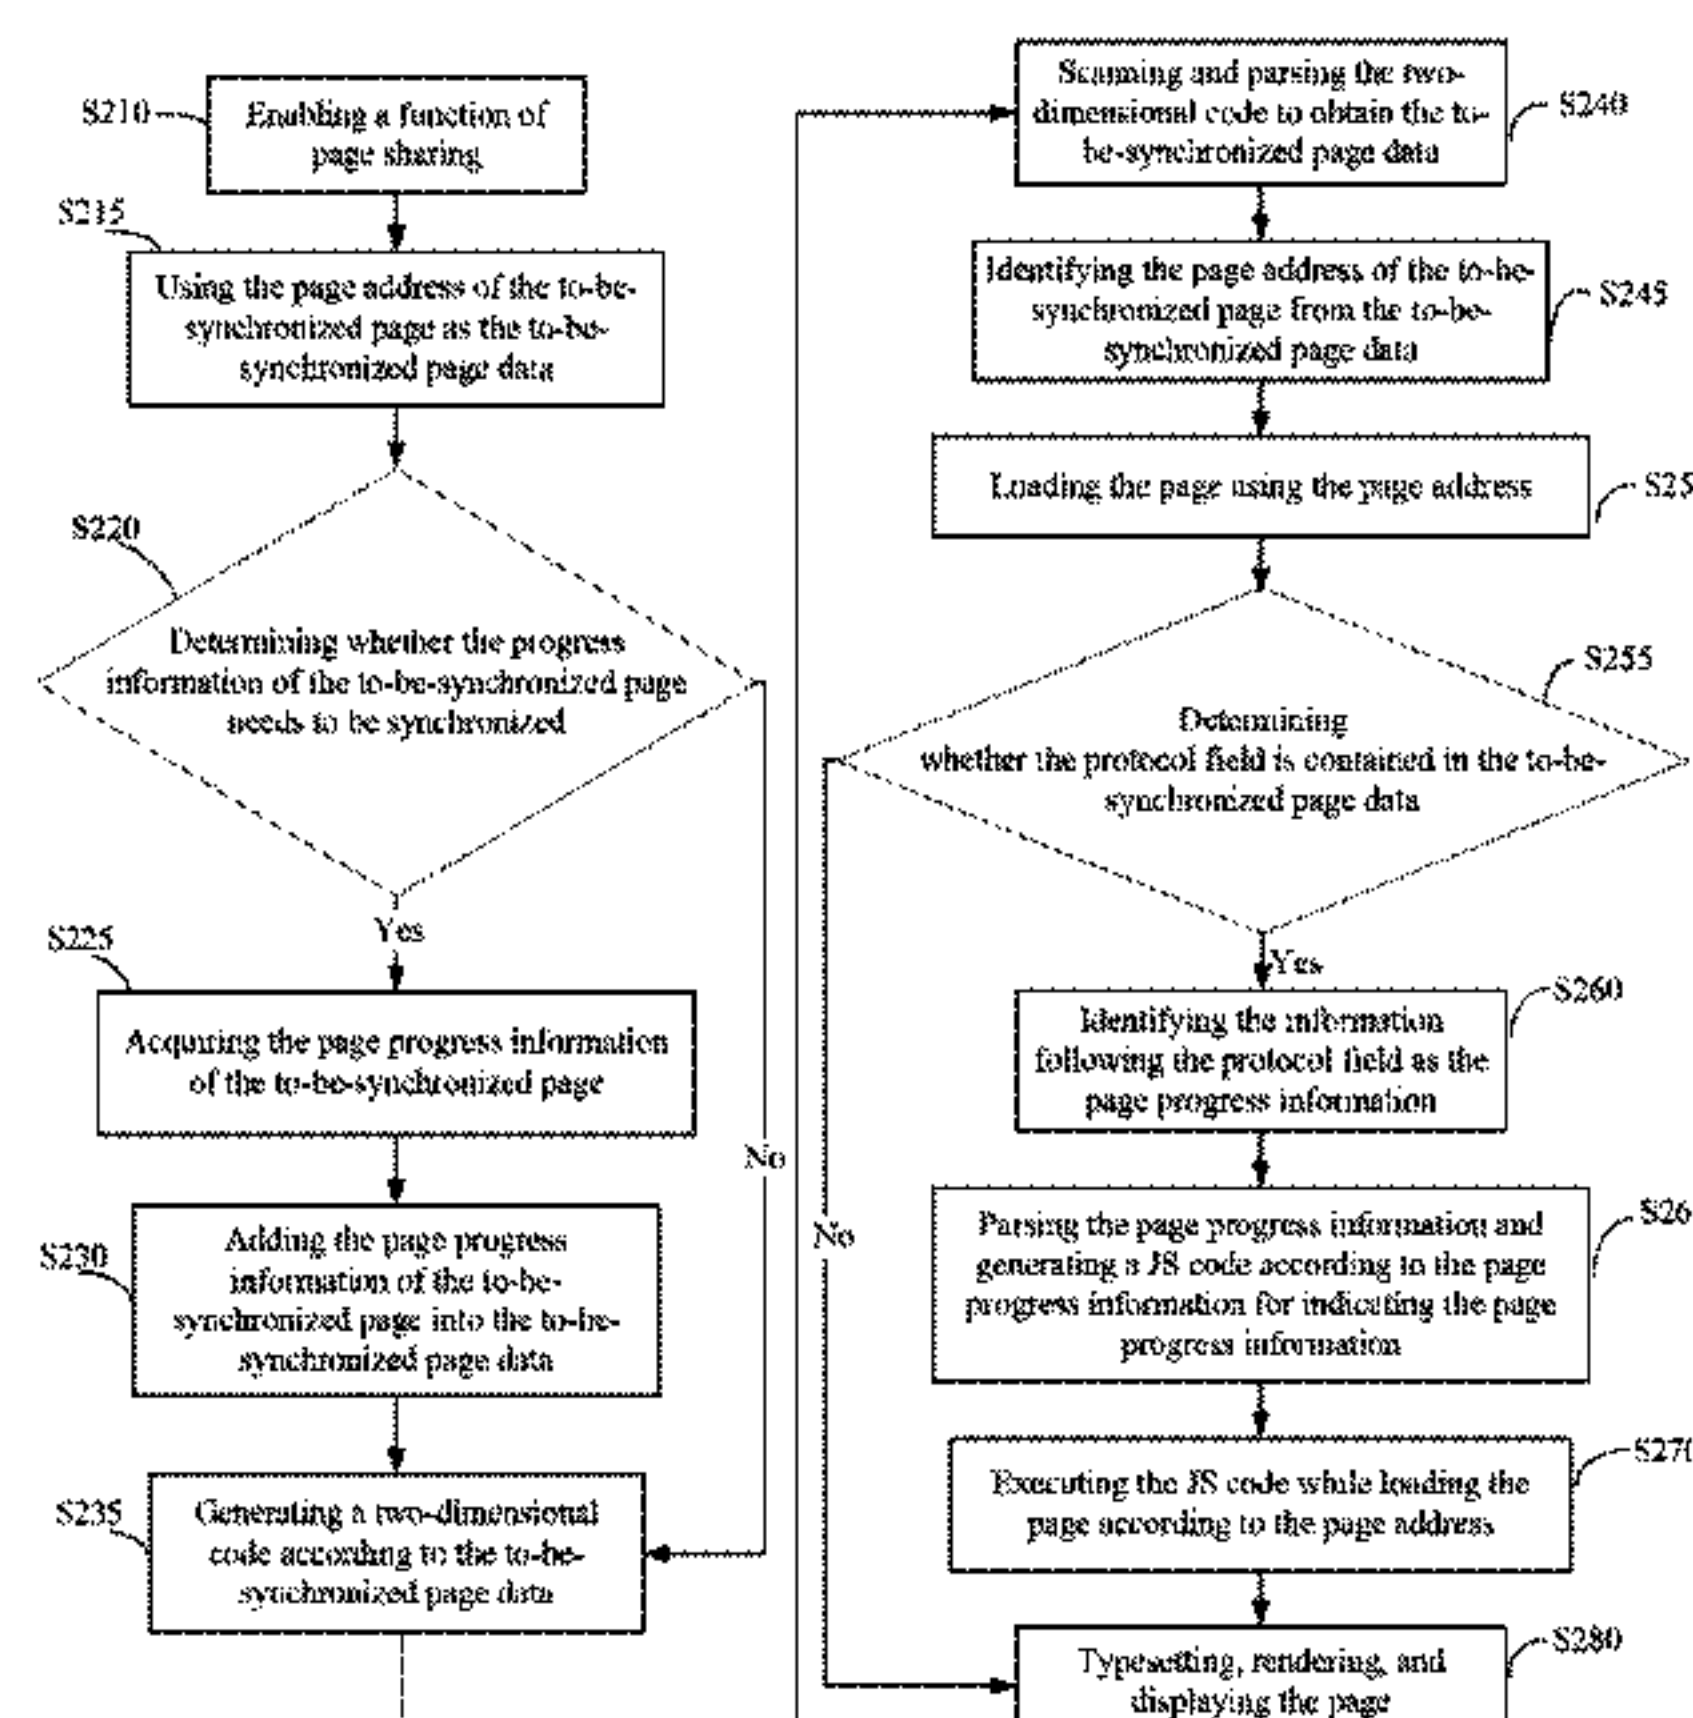 S210
Enabling a function of
page sharing
S215
Using the page address of the to-be-
synchronized page as the to-be-
synchronized page data
S220
Determining whether the progress
information of the to-be-synchronized page
needs to be synchronized
Yes
S225
Acquiring the page progress information
of the to-be-synchronized page
No
S230
Adding the page progress
information of the to-be-
synchronized page into the to-be-
synchronized page data
S235
Generating a two-dimensional
code according to the to-be-
synchronized page data
Scanning and parsing the two-
dimensional code to obtain the to-
be-synchronized page data
S240
Identifying the page address of the to-be-
synchronized page from the to-be-
synchronized page data
S245
Loading the page using the page address
S25
S255
Determining
whether the protocol field is contained in the to-be-
synchronized page data
Yes
S260
Identifying the information
following the protocol field as the
page progress information
No
S26
Parsing the page progress information and
generating a JS code according to the page
progress information for indicating the page
progress information
S270
Executing the JS code while loading the
page according to the page address
S280
Typesetting, rendering, and
displaying the page